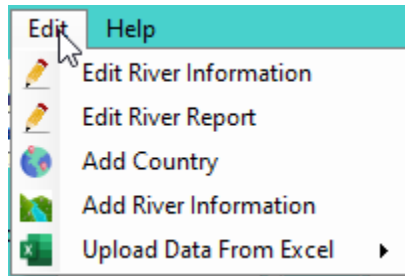 Edit Help
Edit River Information
Edit River Report
Add Country
Add River Information
Upload Data From Excel